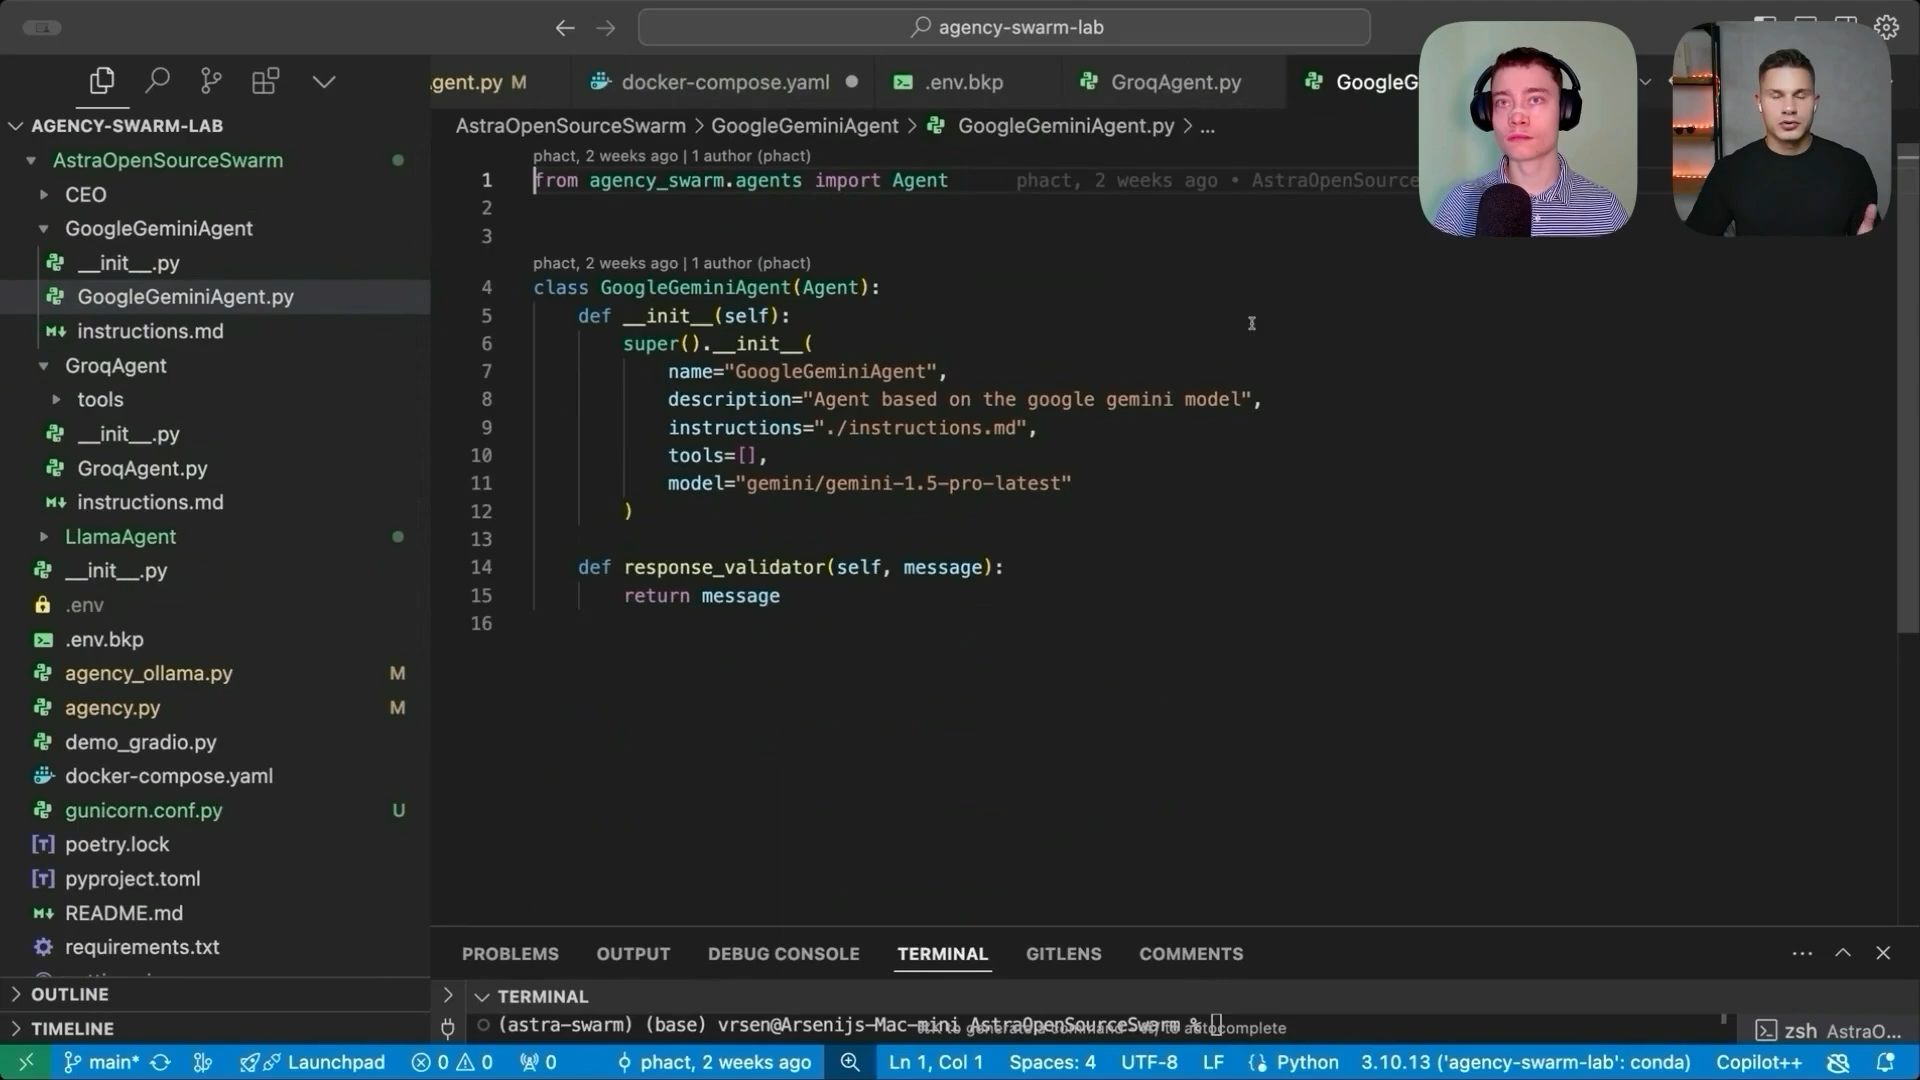 agency-swarm-lab
gent.py M
docker-compose.yaml
.env.bkp
GroqAgent.py
GoogleG
AGENCY-SWARM-LAB
AstraOpenSourceSwarm
CEO
GoogleGeminiAgent
__init__.py
GoogleGeminiAgent.py
instructions.md
GroqAgent
tools
__init__.py
GroqAgent.py
instructions.md
LlamaAgent
__init__.py
.env
.env.bkp
agency_ollama.py M
agency.py M
demo_gradio.py
docker-compose.yaml
gunicorn.conf.py U
poetry.lock
pyproject.toml
README.md
requirements.txt
OUTLINE
TIMELINE
AstraOpenSourceSwarm > GoogleGeminiAgent > GoogleGeminiAgent.py > ...
phact, 2 weeks ago | 1 author (phact)
1 from agency_swarm.agents import Agent phact, 2 weeks ago • AstraOpenSource
2
3
phact, 2 weeks ago | 1 author (phact)
4 class GoogleGeminiAgent(Agent):
5 def __init__(self):
6 super().__init__(
7 name="GoogleGeminiAgent",
8 description="Agent based on the google gemini model",
9 instructions="./instructions.md",
10 tools=[],
11 model="gemini/gemini-1.5-pro-latest"
12 )
13
14 def response_validator(self, message):
15 return message
16
PROBLEMS OUTPUT DEBUG CONSOLE TERMINAL GITLENS COMMENTS
TERMINAL
(astra-swarm) (base) vrsen@Arsenijs-Mac-mini AstraOpenSourceSwarm %
to generate a command
to autocomplete
zsh AstraO...
main* Launchpad 0 0 0 phact, 2 weeks ago Ln 1, Col 1 Spaces: 4 UTF-8 LF Python 3.10.13 ('agency-swarm-lab': conda) Copilot++